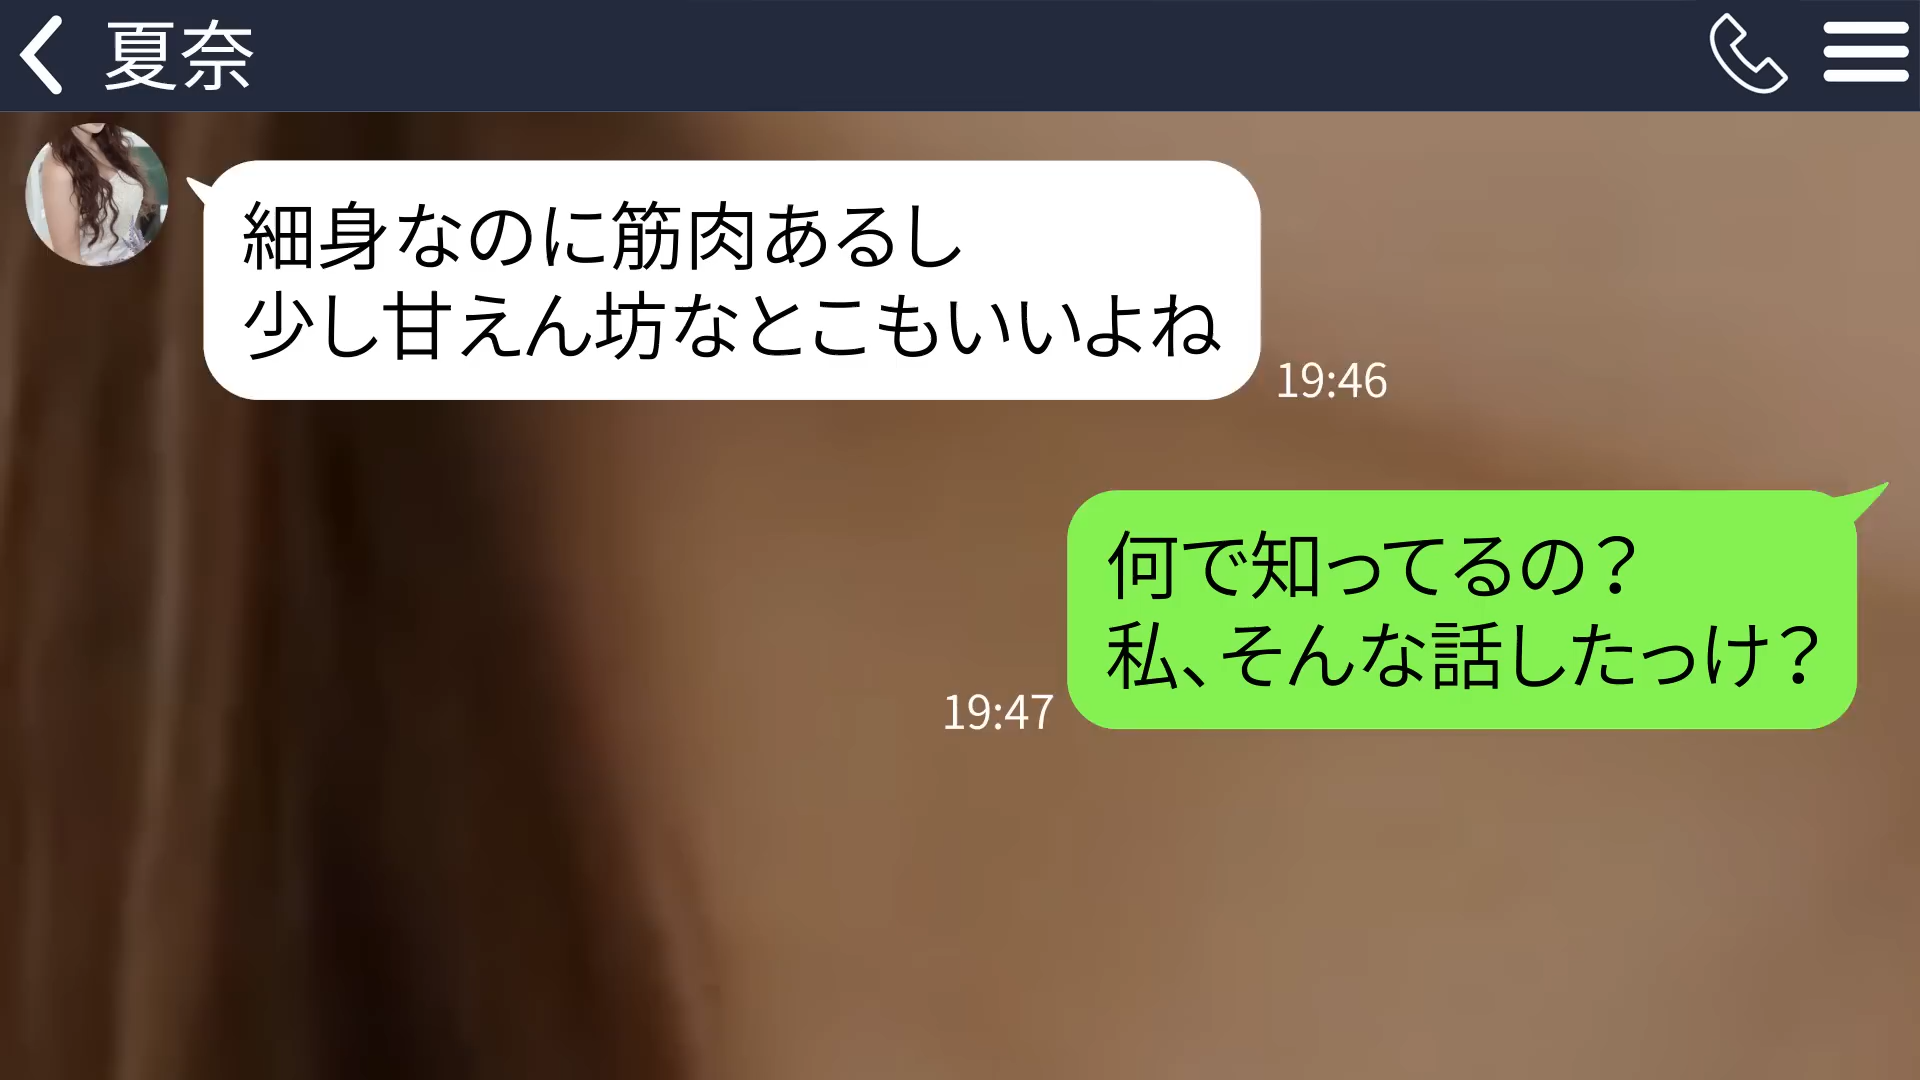 夏奈
細身なのに筋肉あるし
少し甘えん坊なとこもいいよね
19:46
何で知ってるの？
私、そんな話したっけ？
19:47